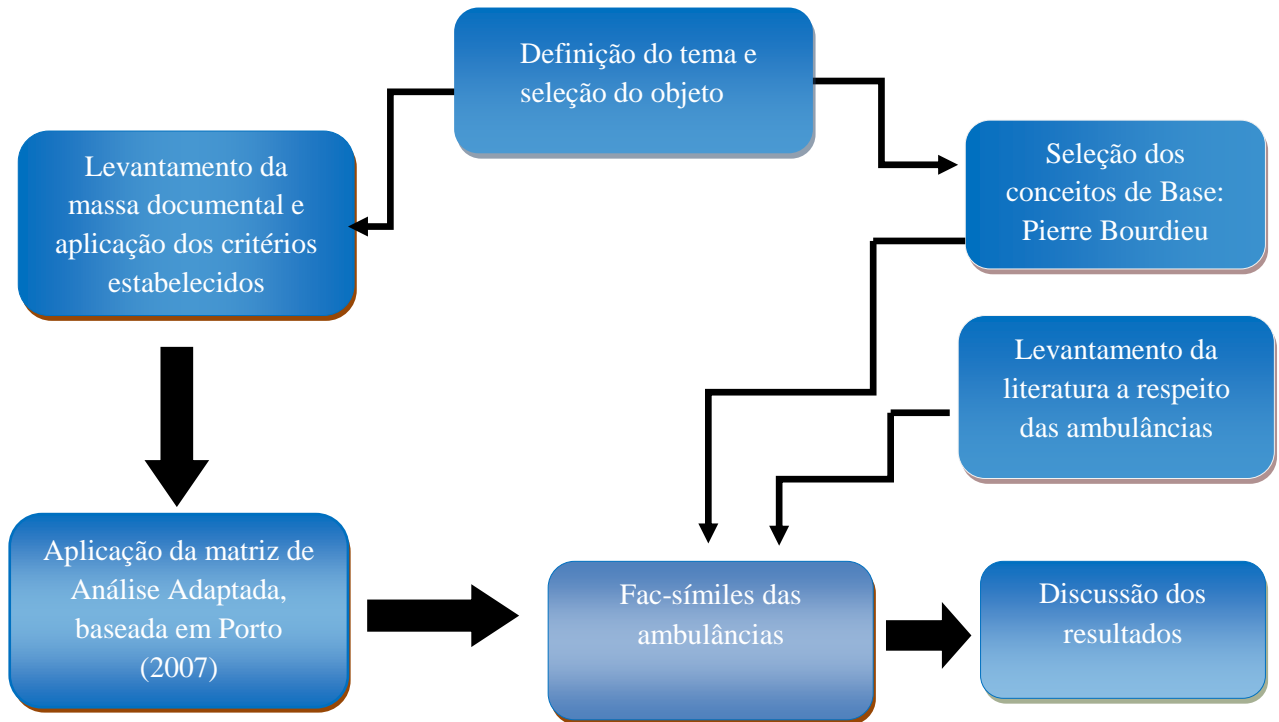 Definição do tema e
seleção do objeto
Levantamento da
massa documental e
aplicação dos critérios
estabelecidos
Seleção dos
conceitos de Base:
Pierre Bourdieu
Levantamento da
literatura a respeito
das ambulâncias
Aplicação da matriz de
Análise Adaptada,
baseada em Porto
(2007)
Fac-símiles das
ambulâncias
Discussão dos
resultados